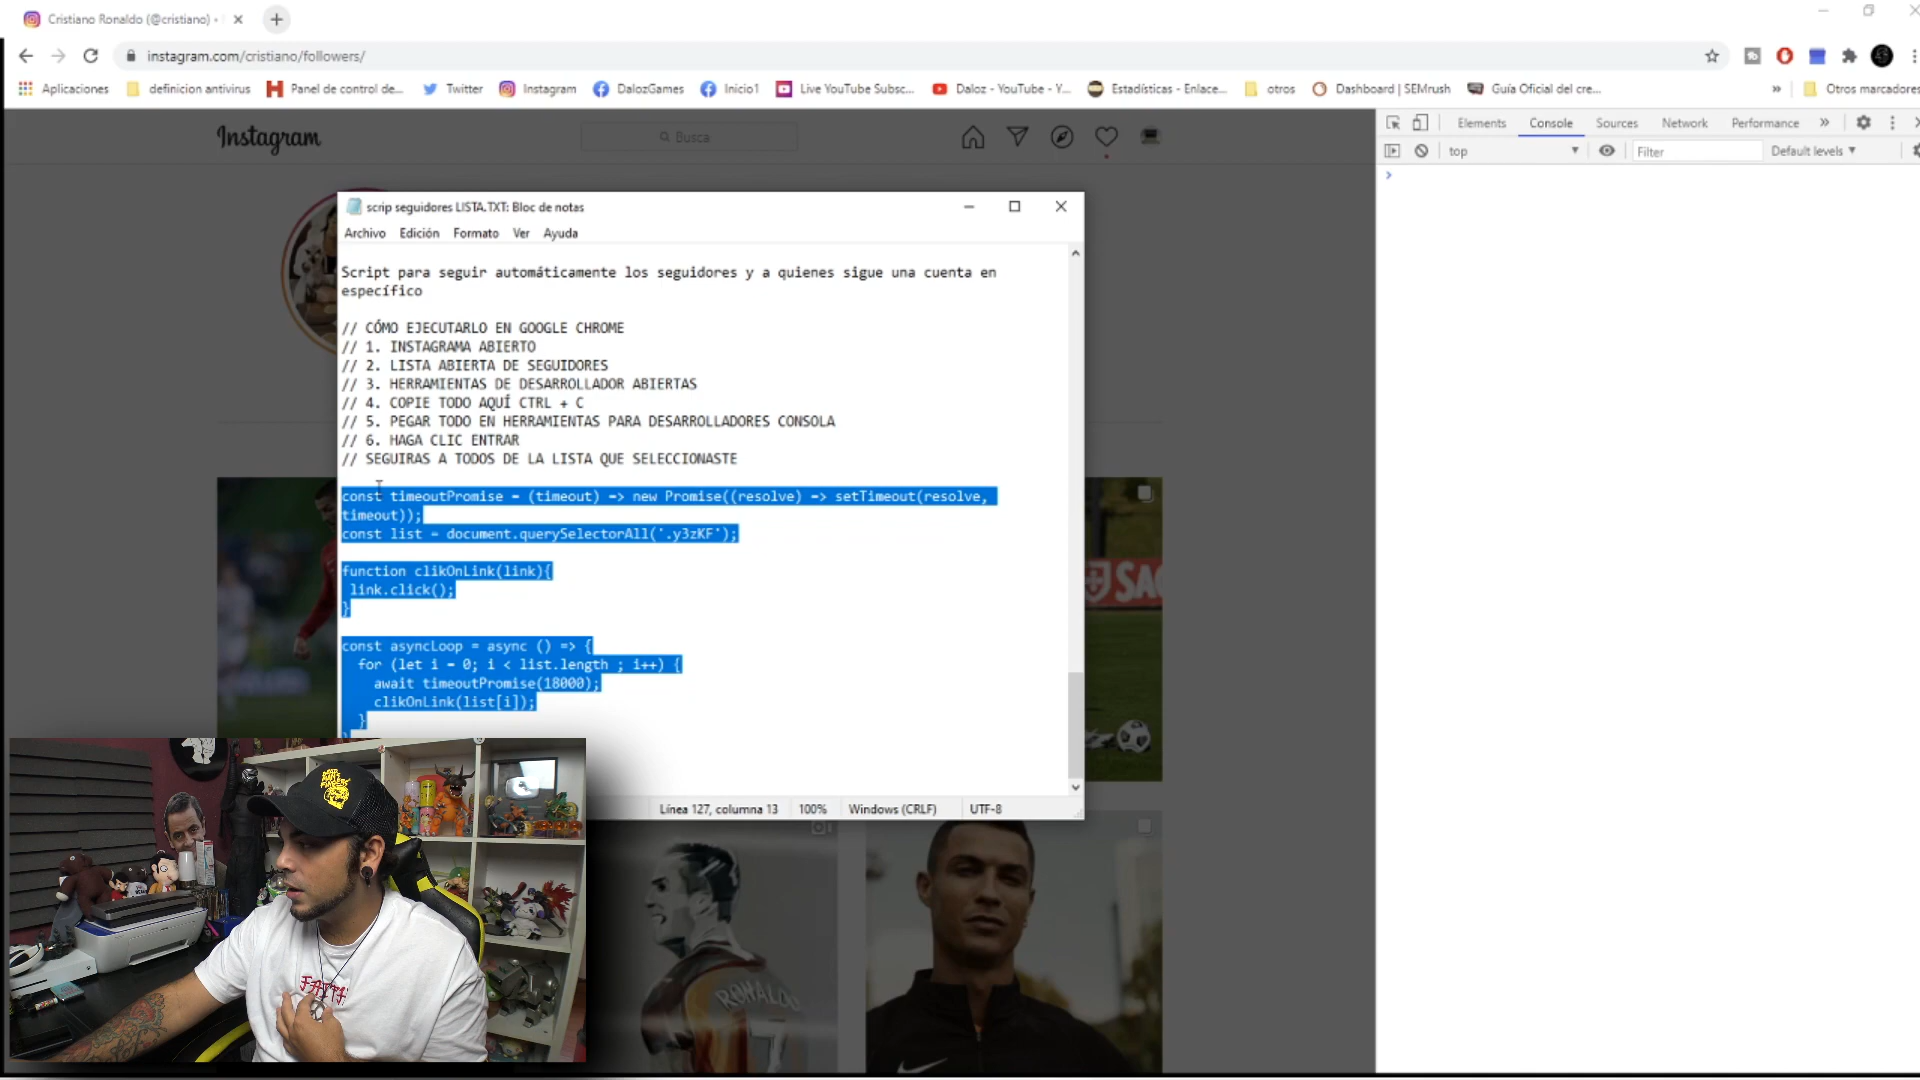 Cristiano Ronaldo (@cristiano) •
instagram.com/cristiano/followers/
Aplicaciones
definicion antivirus
Panel de control de...
Twitter
Instagram
DalozGames
Inicio1
Live YouTube Subsc...
Daloz - YouTube - Y...
Estadísticas - Enlace...
otros
Dashboard | SEMrush
Guía Oficial del cre...
»
Otros marcadores
Instagram
Busca
Elements
Console
Sources
Network
Performance
»
top
Filter
Default levels
scrip seguidores LISTA.TXT: Bloc de notas
Archivo Edición Formato Ver Ayuda
Script para seguir automáticamente los seguidores y a quienes sigue una cuenta en
específico
// CÓMO EJECUTARLO EN GOOGLE CHROME
// 1. INSTAGRAMA ABIERTO
// 2. LISTA ABIERTA DE SEGUIDORES
// 3. HERRAMIENTAS DE DESARROLLADOR ABIERTAS
// 4. COPIE TODO AQUÍ CTRL + C
// 5. PEGAR TODO EN HERRAMIENTAS PARA DESARROLLADORES CONSOLA
// 6. HAGA CLIC ENTRAR
// SEGUIRAS A TODOS DE LA LISTA QUE SELECCIONASTE
const timeoutPromise = (timeout) => new Promise((resolve) => setTimeout(resolve,
timeout));
const list = document.querySelectorAll('.y3zKF');
function clikOnLink(link){
link.click();
}
const asyncLoop = async () => {
for (let i = 0; i < list.length ; i++) {
await timeoutPromise(18000);
clikOnLink(list[i]);
}
Línea 127, columna 13
100%
Windows (CRLF)
UTF-8
SAG
RONALDO
7
FAITH